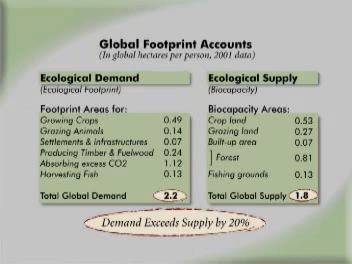 Global Footprint Accounts
(In global hectares per person, 2001 data)
Ecological Demand
(Ecological Footprint)
Footprint Areas for:
Growing Crops 0.49
Grazing Animals 0.14
Settlements & infrastructures 0.07
Producing Timber & Fuelwood 0.24
Absorbing excess CO2 1.12
Harvesting Fish 0.13
Total Global Demand 2.2
Ecological Supply
(Biocapacity)
Biocapacity Areas:
Crop land 0.53
Grazing land 0.27
Built-up area 0.07
Forest 0.81
Fishing grounds 0.13
Total Global Supply 1.8
Demand Exceeds Supply by 20%